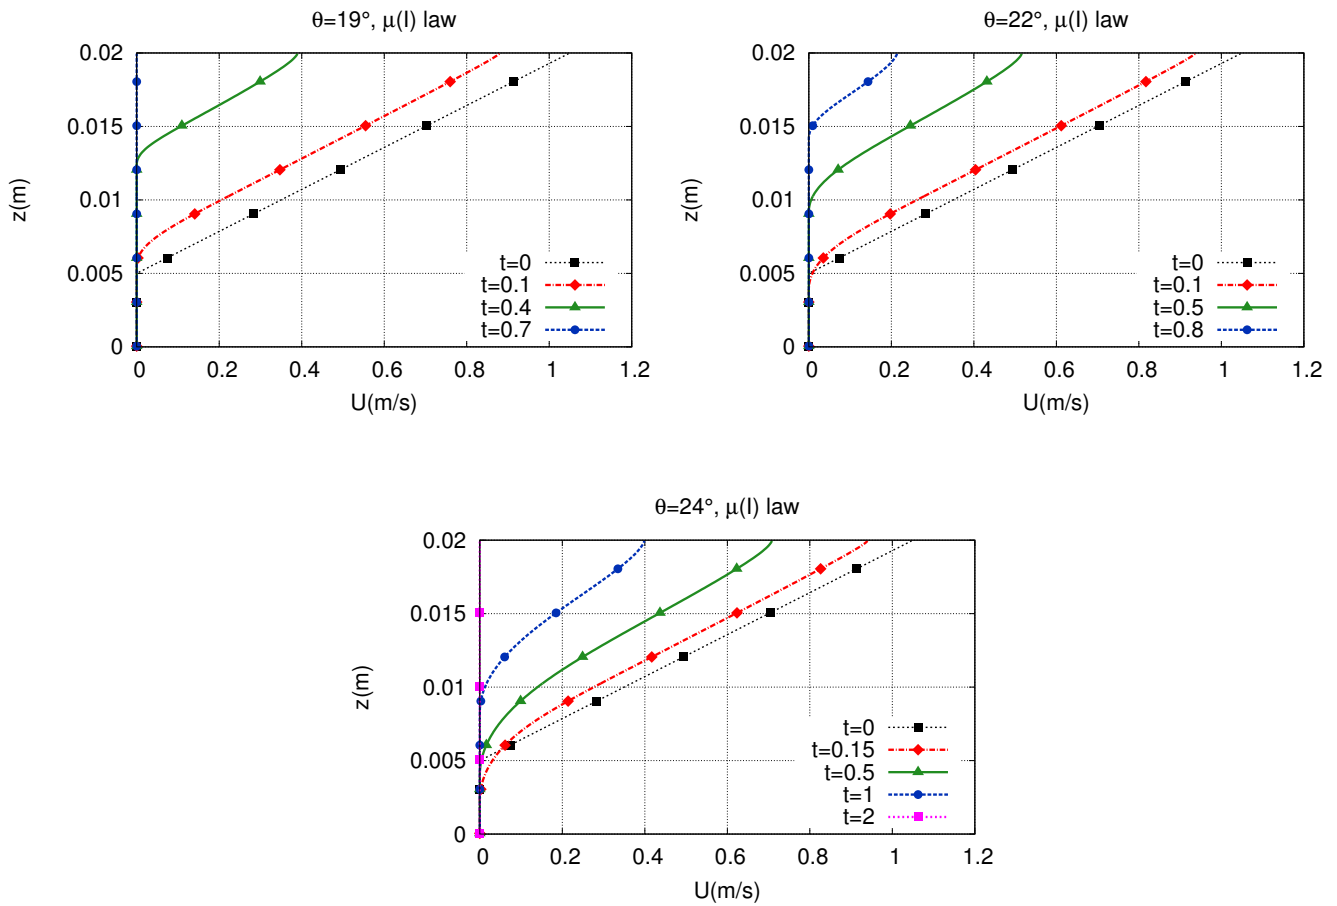 θ=19°, μ(I) law
0.02
0.015
0.01
0.005
0
z(m)
0 0.2 0.4 0.6 0.8 1 1.2
U(m/s)
t=0
t=0.1
t=0.4
t=0.7
θ=22°, μ(I) law
0.02
0.015
0.01
0.005
0
z(m)
0 0.2 0.4 0.6 0.8 1 1.2
U(m/s)
t=0
t=0.1
t=0.5
t=0.8
θ=24°, μ(I) law
0.02
0.015
0.01
0.005
0
z(m)
0 0.2 0.4 0.6 0.8 1 1.2
U(m/s)
t=0
t=0.15
t=0.5
t=1
t=2